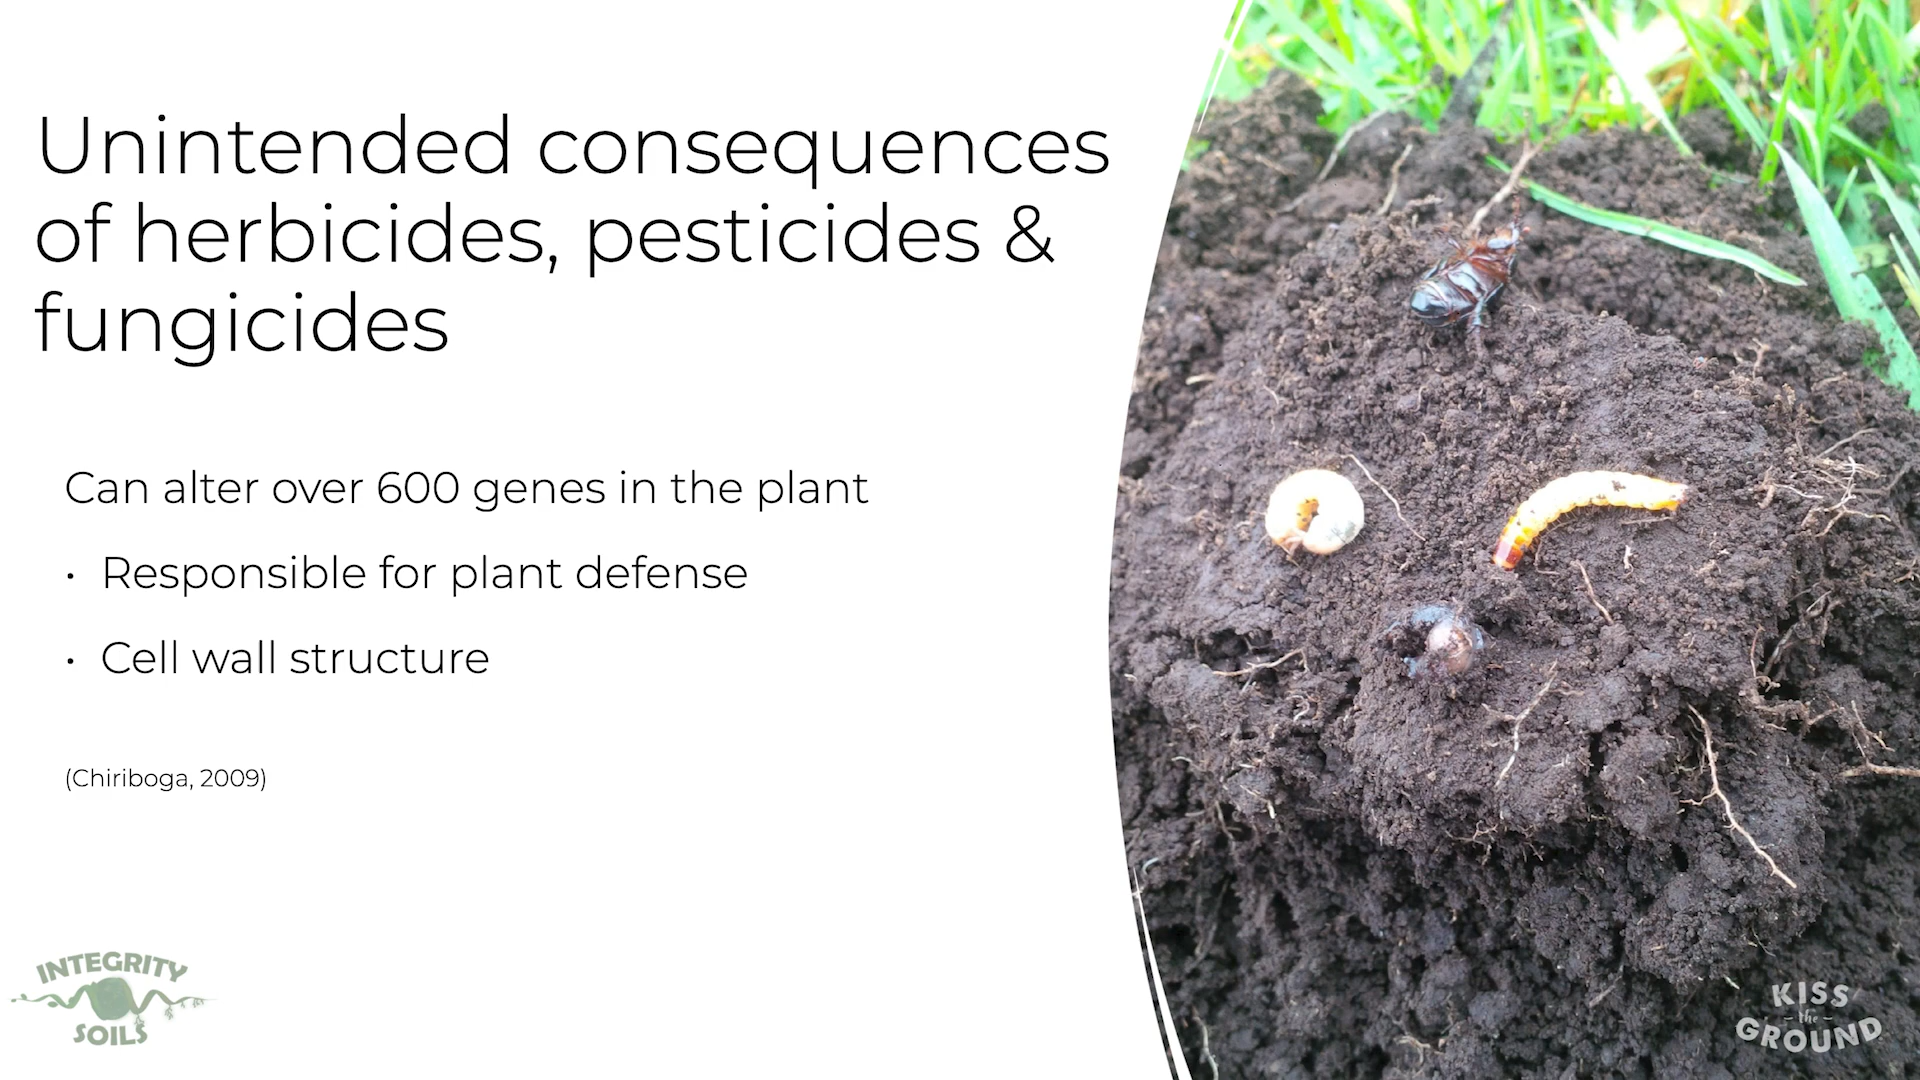 Unintended consequences
of herbicides, pesticides &
fungicides
Can alter over 600 genes in the plant
• Responsible for plant defense
• Cell wall structure
(Chiriboga, 2009)
INTEGRITY
SOILS
KISS
the
GROUND